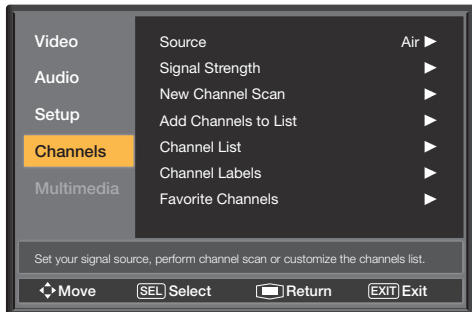 Video
Audio
Setup
Channels
Multimedia
Source Air ▶
Signal Strength ▶
New Channel Scan ▶
Add Channels to List ▶
Channel List ▶
Channel Labels ▶
Favorite Channels ▶
Set your signal source, perform channel scan or customize the channels list.
Move SEL Select Return EXIT Exit